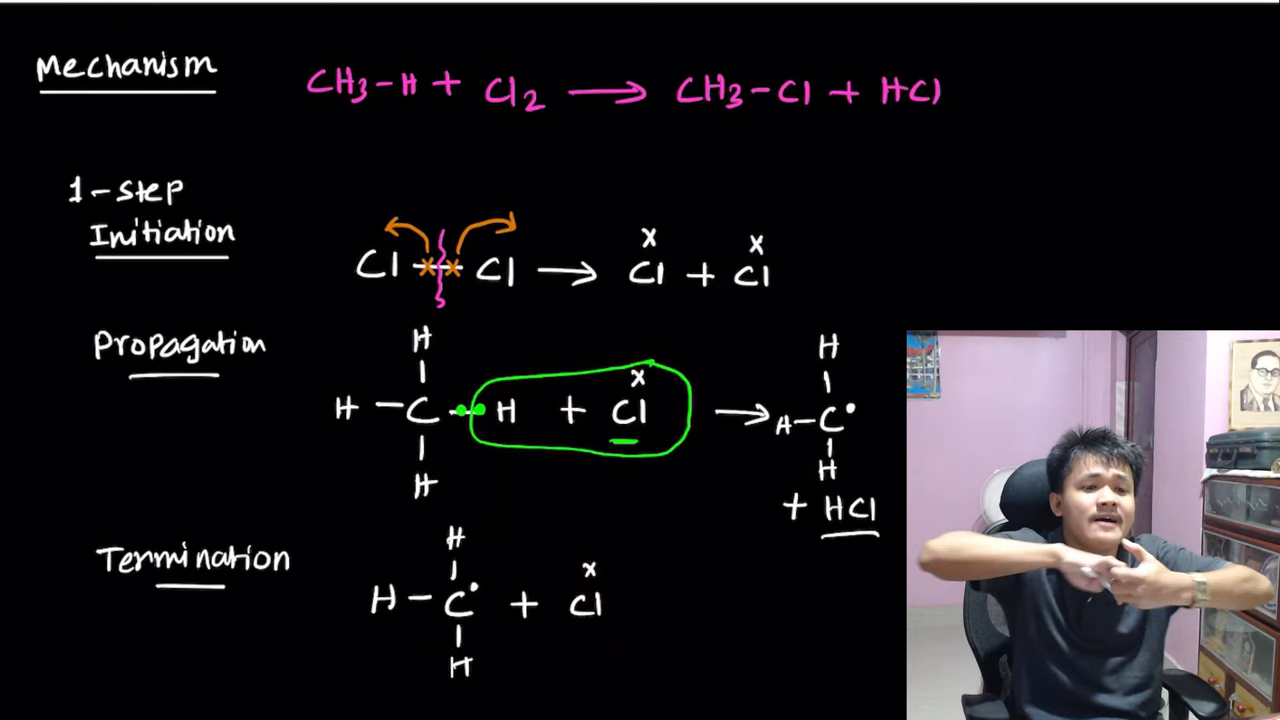 Mechanism
CH3-H + Cl2 → CH3-Cl + HCl
1-step
Initiation
Cl ×× Cl → Cl× + Cl×
Propagation
H
H - C - H + Cl× → H - C•
H
H
H
+ HCl
Termination
H
H - C• + Cl×
H